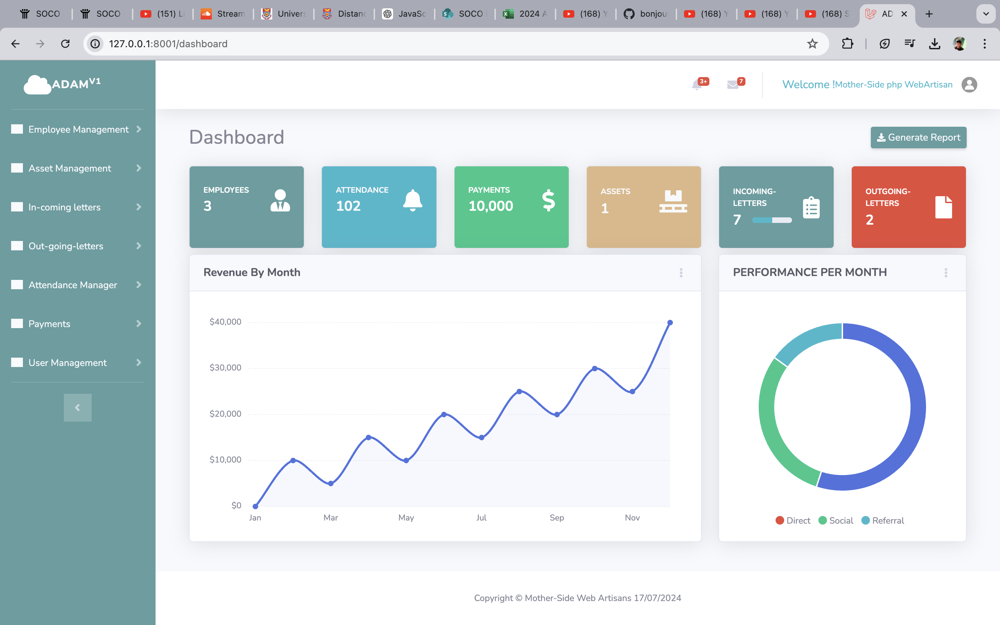 SOCO
SOCO
(151) L
Stream
Univer
Distanc
JavaSc
SOCO
2024 A
(168) Y
bonjou
(168) Y
(168) Y
(168) S
AD
127.0.0.1:8001/dashboard
ADAM V1
3+
7
Welcome !Mother-Side php WebArtisan
Employee Management
Asset Management
In-coming letters
Out-going-letters
Attendance Manager
Payments
User Management
Dashboard
Generate Report
EMPLOYEES
3
ATTENDANCE
102
PAYMENTS
10,000
ASSETS
1
INCOMING-
LETTERS
7
OUTGOING-
LETTERS
2
Revenue By Month
$40,000
$30,000
$20,000
$10,000
$0
Jan Mar May Jul Sep Nov
PERFORMANCE PER MONTH
Direct Social Referral
Copyright © Mother-Side Web Artisans 17/07/2024